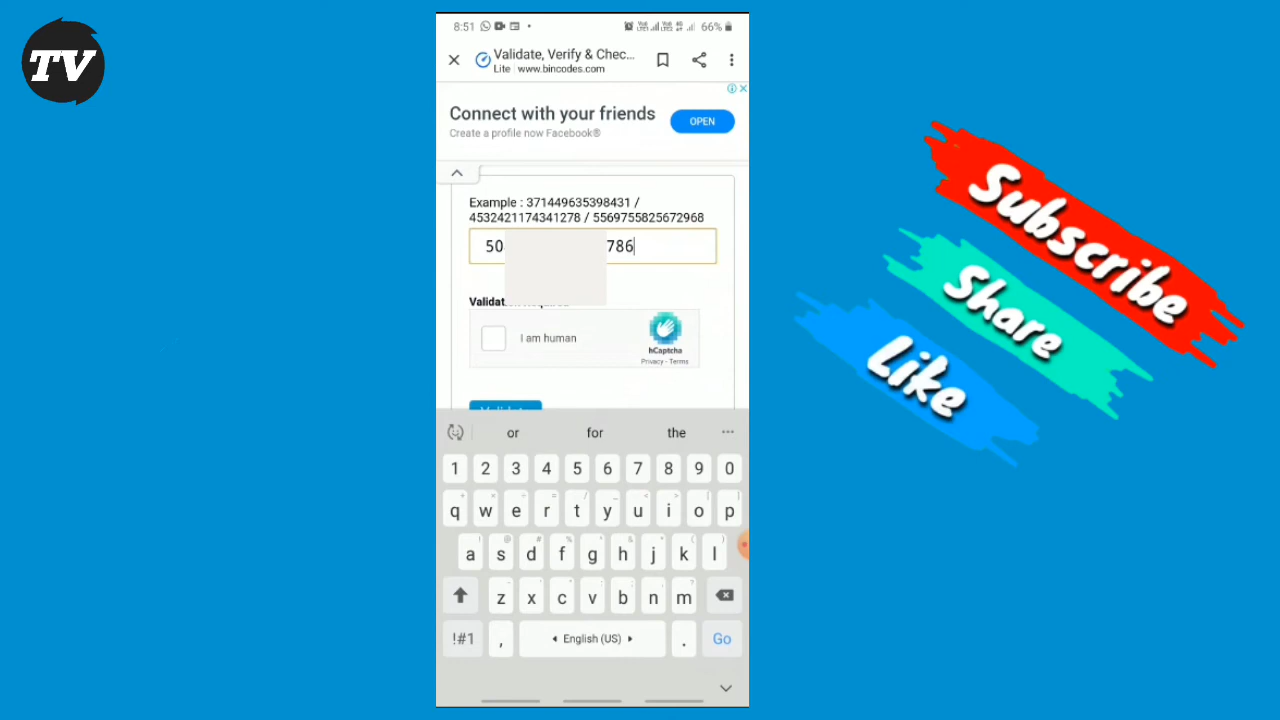 TV
8:51
66%
Validate, Verify & Chec...
Lite www.bincodes.com
Connect with your friends
Create a profile now Facebook®
OPEN
Example : 371449635398431 /
4532421174341278 / 5569755825672968
50 786
I am human
hCaptcha
Privacy - Terms
or for the
1 2 3 4 5 6 7 8 9 0
q w e r t y u i o p
a s d f g h j k l
z x c v b n m
!#1 , English (US) . Go
Subscribe
Share
Like